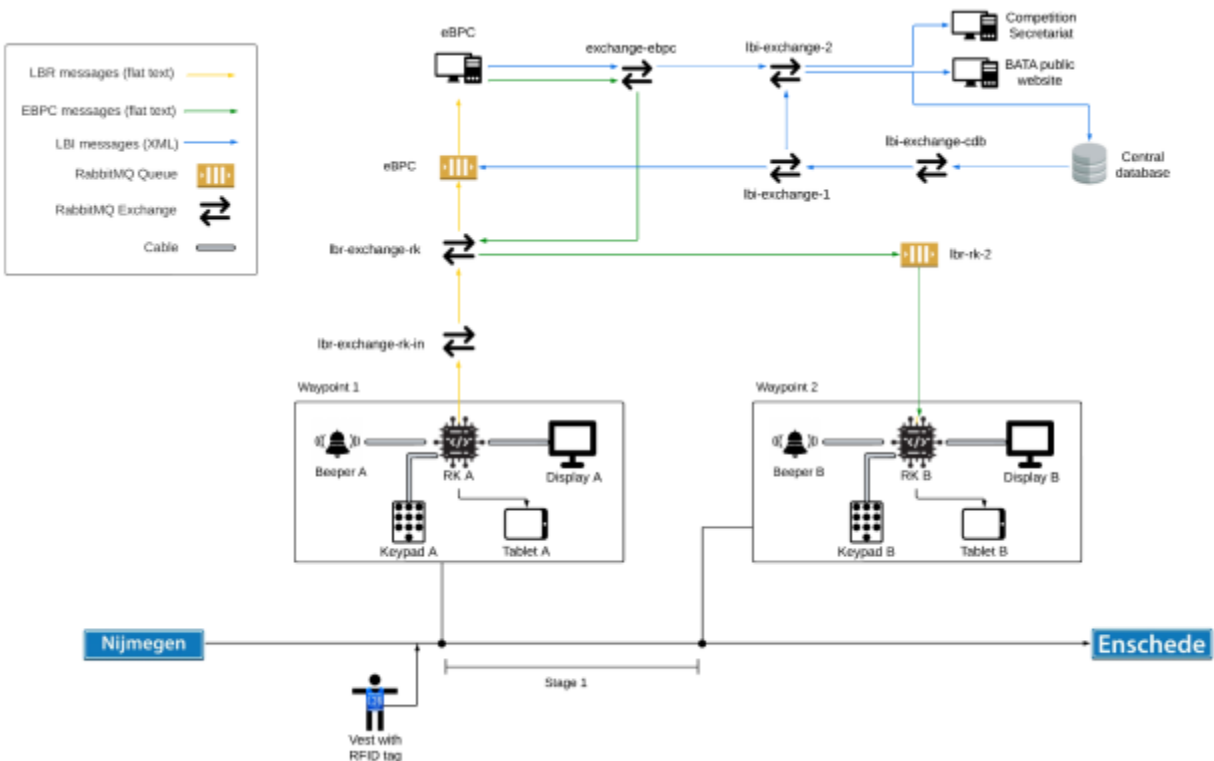 eBPC
exchange-ebpc
lbi-exchange-2
Competition
Secretariat
BATA public
website
LBR messages (flat text)
EBPC messages (flat text)
LBI messages (XML)
RabbitMQ Queue
RabbitMQ Exchange
Cable
eBPC
lbi-exchange-cdb
lbi-exchange-1
Central
database
lbr-exchange-rk
lbr-rk-2
lbr-exchange-rk-in
Waypoint 1
Beeper A
RK A
Display A
Keypad A
Tablet A
Waypoint 2
Beeper B
RK B
Display B
Keypad B
Tablet B
Nijmegen
Enschede
Stage 1
Vest with
RFID tag